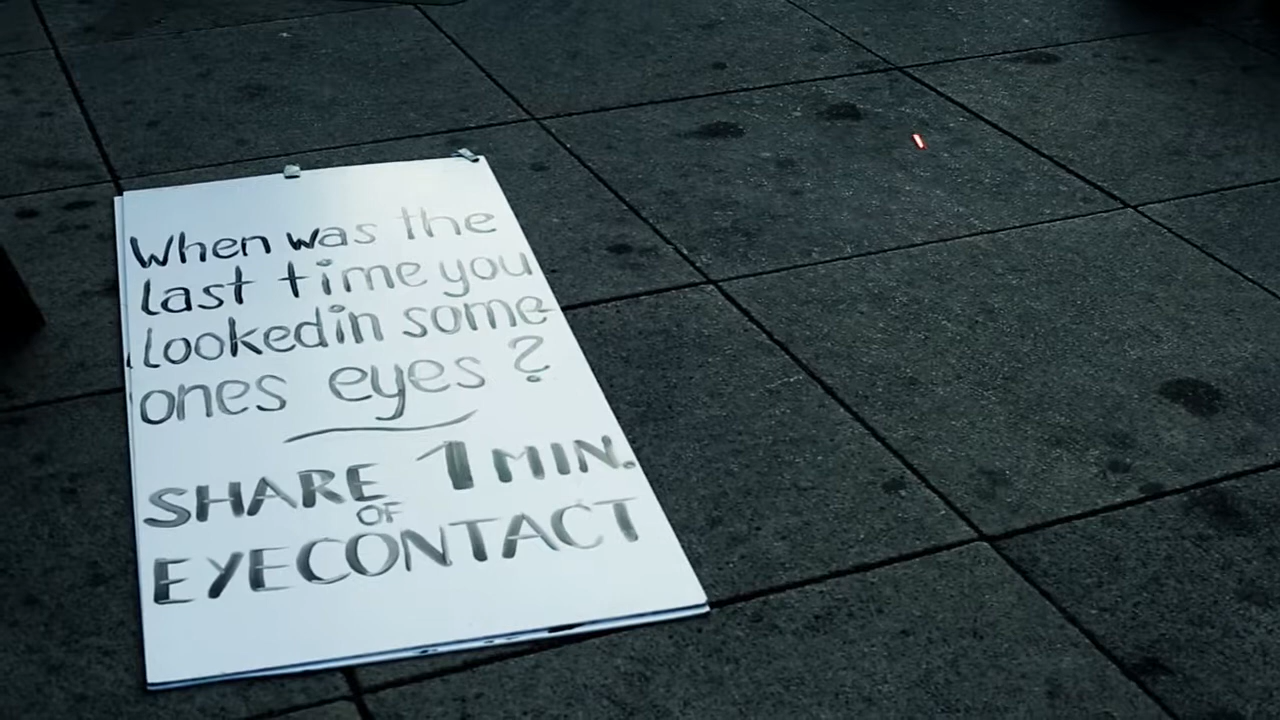 When was the
last time you
lookedin some-
ones eyes?
SHARE 1 MIN.
OF
EYECONTACT